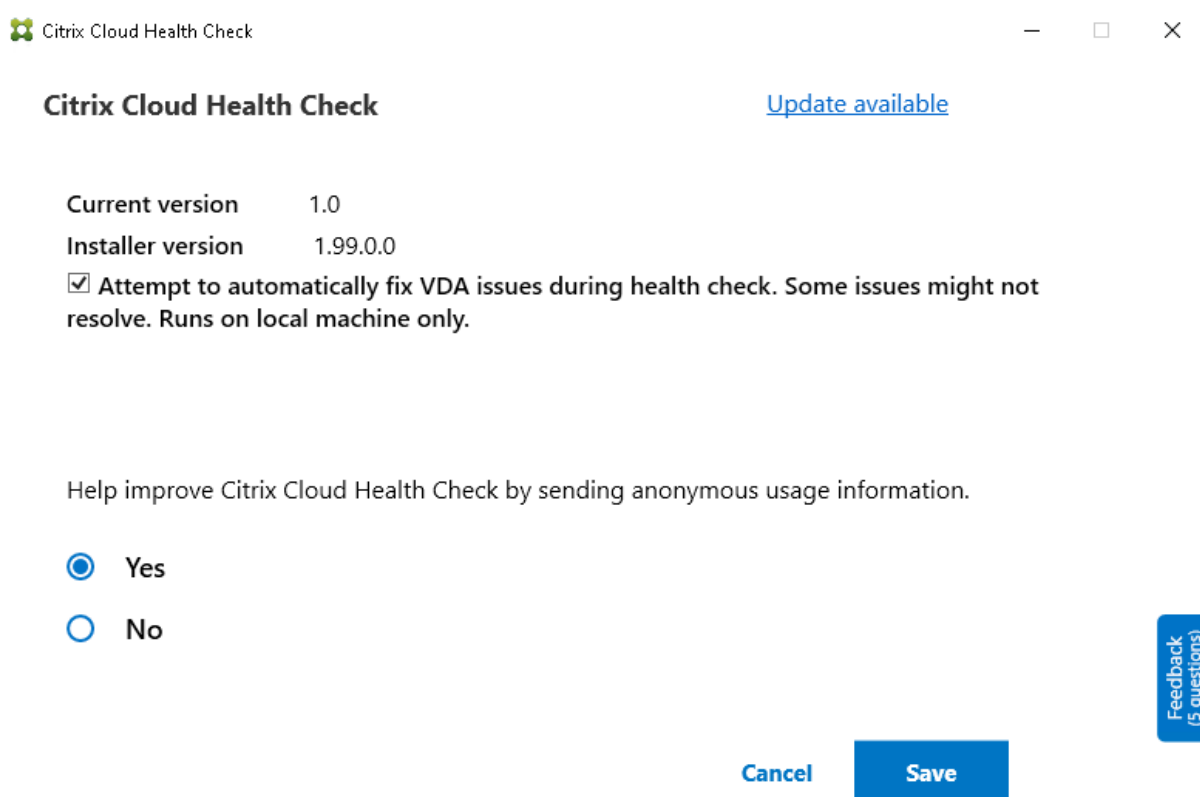 Citrix Cloud Health Check
Citrix Cloud Health Check
Update available
Current version 1.0
Installer version 1.99.0.0
Attempt to automatically fix VDA issues during health check. Some issues might not
resolve. Runs on local machine only.
Help improve Citrix Cloud Health Check by sending anonymous usage information.
Yes
No
Feedback
(5 questions)
Cancel
Save